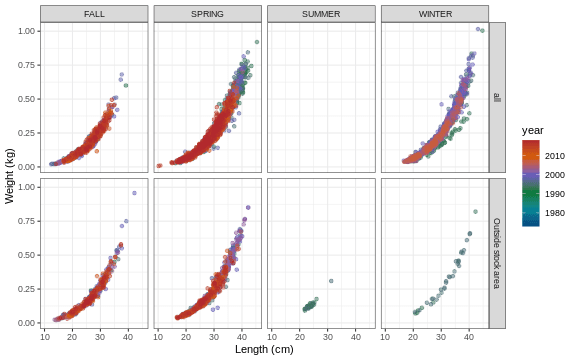 FALL SPRING SUMMER WINTER
1.00
0.75
0.50
0.25
0.00
all
1.00
0.75
0.50
0.25
0.00
Outside stock area
Weight (kg)
10 20 30 40 10 20 30 40 10 20 30 40 10 20 30 40
Length (cm)
year
2010
2000
1990
1980